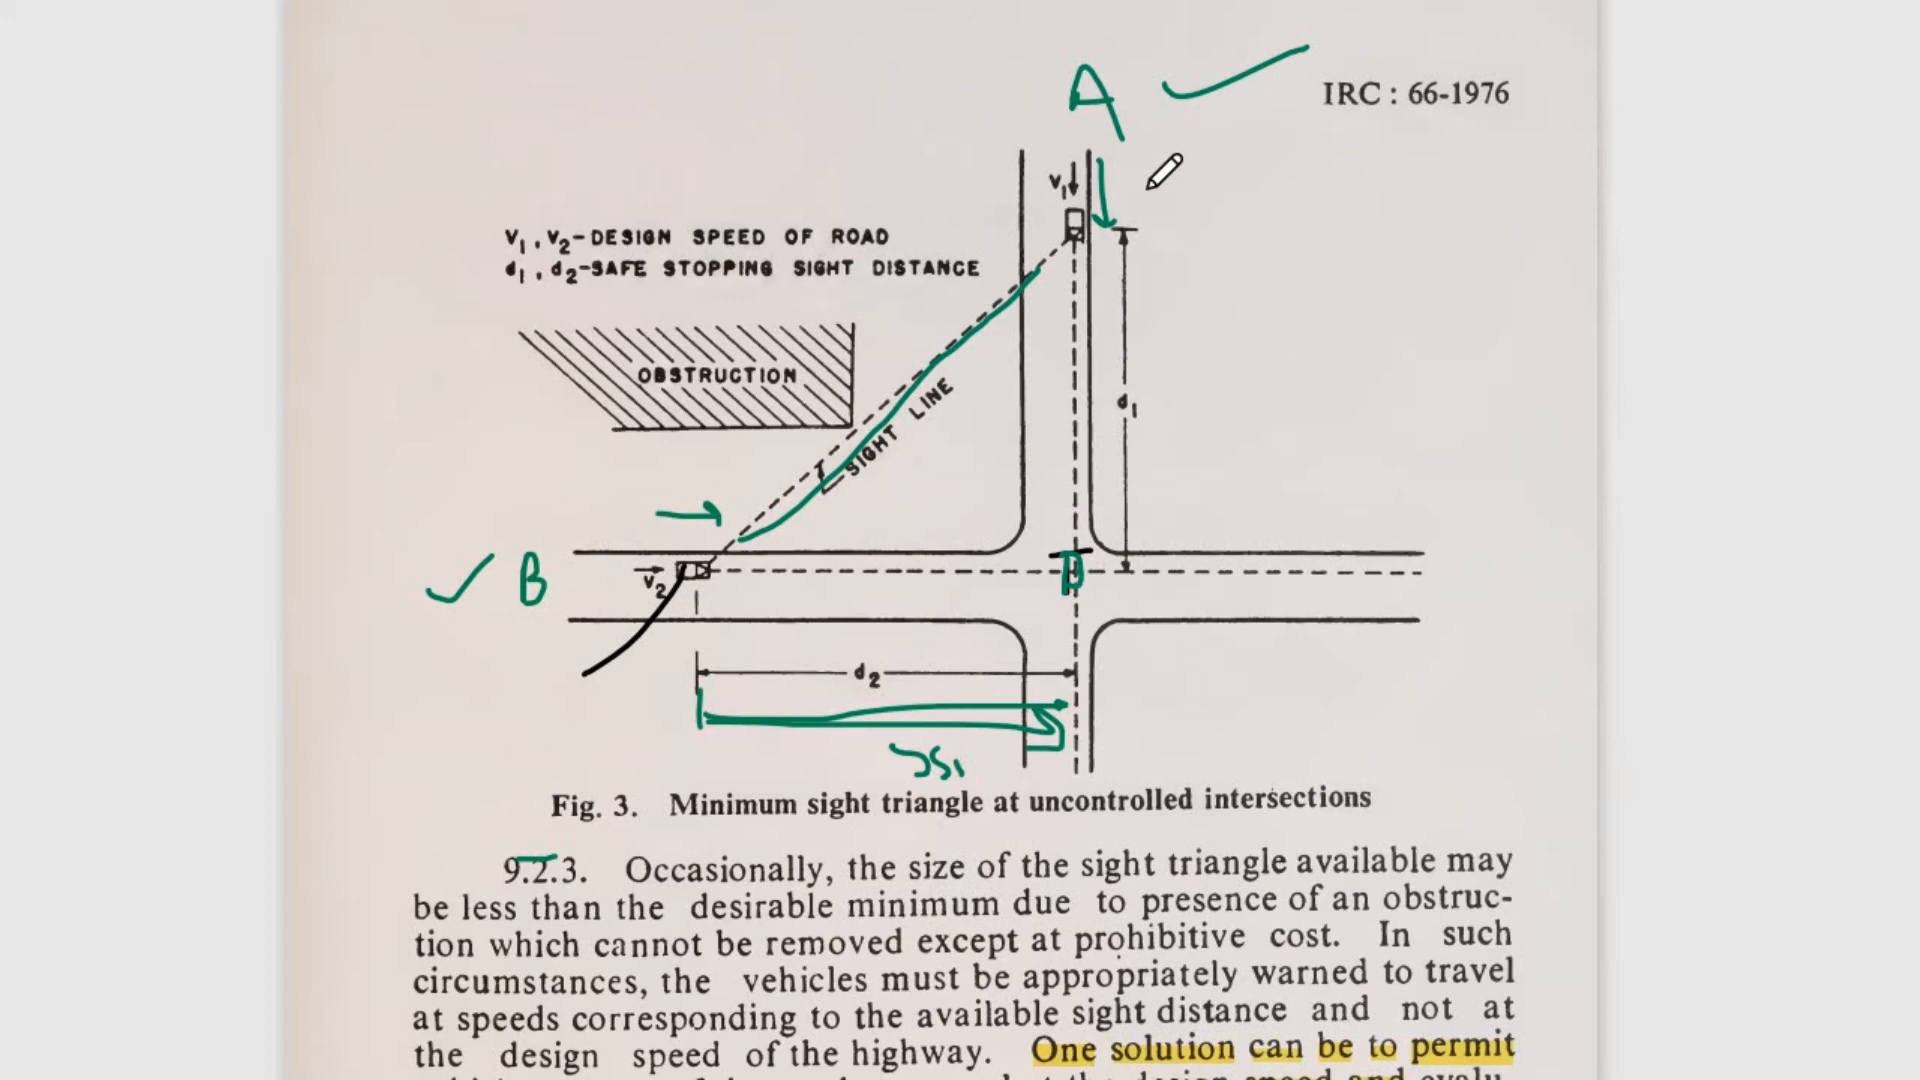 A
IRC : 66-1976
V1
V1 , V2-DESIGN SPEED OF ROAD
d1 , d2-SAFE STOPPING SIGHT DISTANCE
OBSTRUCTION
SIGHT LINE
d1
B
V2
d2
Fig. 3. Minimum sight triangle at uncontrolled intersections
9.2.3. Occasionally, the size of the sight triangle available may
be less than the desirable minimum due to presence of an obstruc-
tion which cannot be removed except at prohibitive cost. In such
circumstances, the vehicles must be appropriately warned to travel
at speeds corresponding to the available sight distance and not at
the design speed of the highway. One solution can be to permit